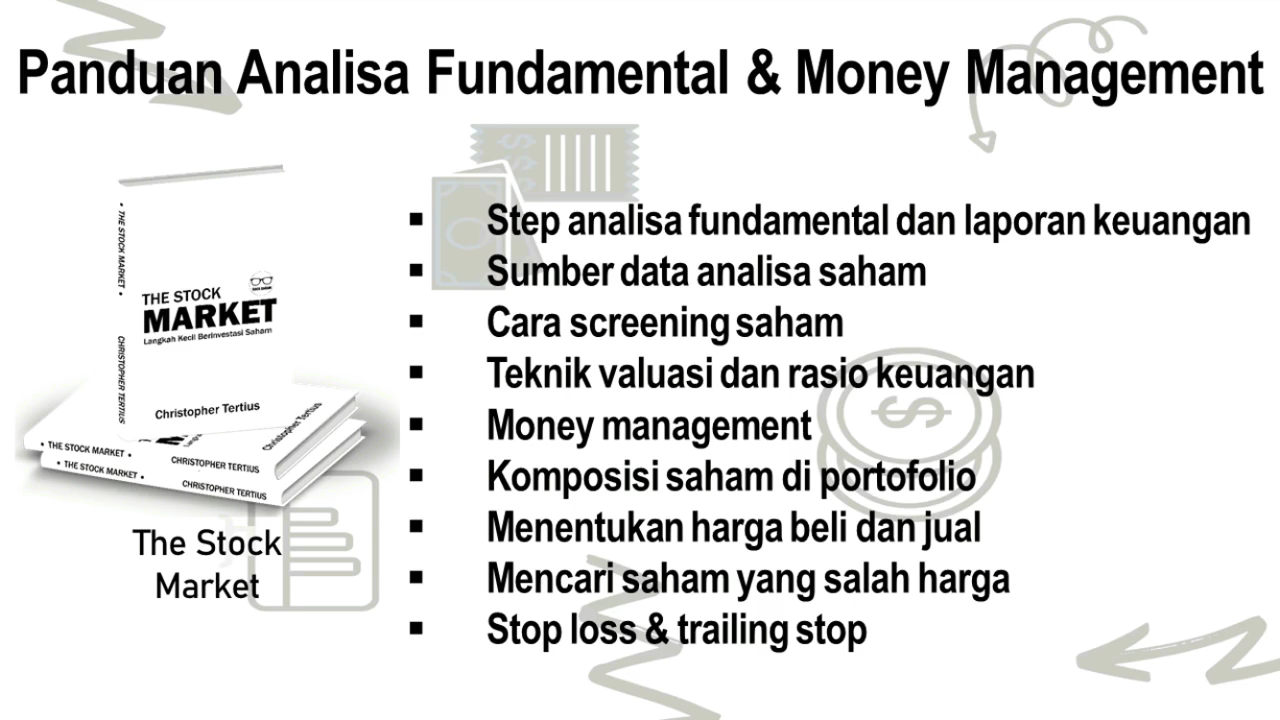 Panduan Analisa Fundamental & Money Management
• THE STOCK MARKET •
CHRISTOPHER TERTIUS
THE STOCK
MARKET
Langkah Kecil Berinvestasi Saham
Christopher Tertius
Christopher Tertius
• THE STOCK MARKET •
CHRISTOPHER TERTIUS
• THE STOCK MARKET •
CHRISTOPHER TERTIUS
The Stock
Market
▪ Step analisa fundamental dan laporan keuangan
▪ Sumber data analisa saham
▪ Cara screening saham
▪ Teknik valuasi dan rasio keuangan
▪ Money management
▪ Komposisi saham di portofolio
▪ Menentukan harga beli dan jual
▪ Mencari saham yang salah harga
▪ Stop loss & trailing stop